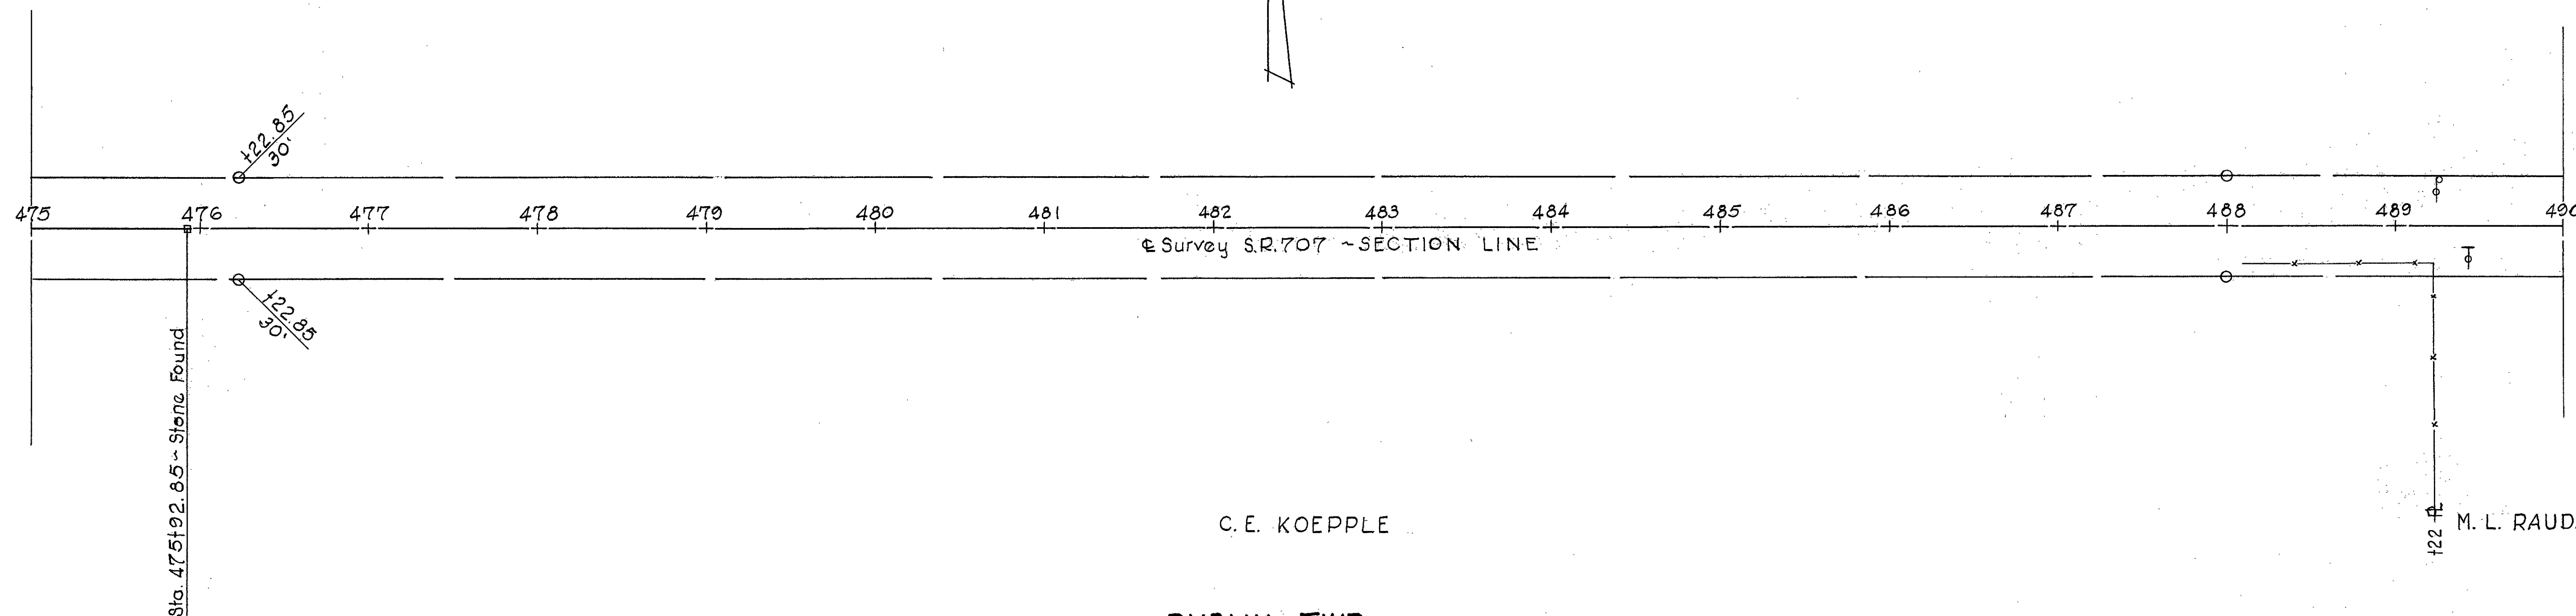 +22.85
30'
475 476 477 478 479 480 481 482 483 484 485 486 487 488 489
℄ Survey S.R. 707 ~ SECTION LINE
+22.85
30'
Sta. 475+92.85 ~ Stone Found
C. E. KOEPPLE
M. L. RAUD
+22